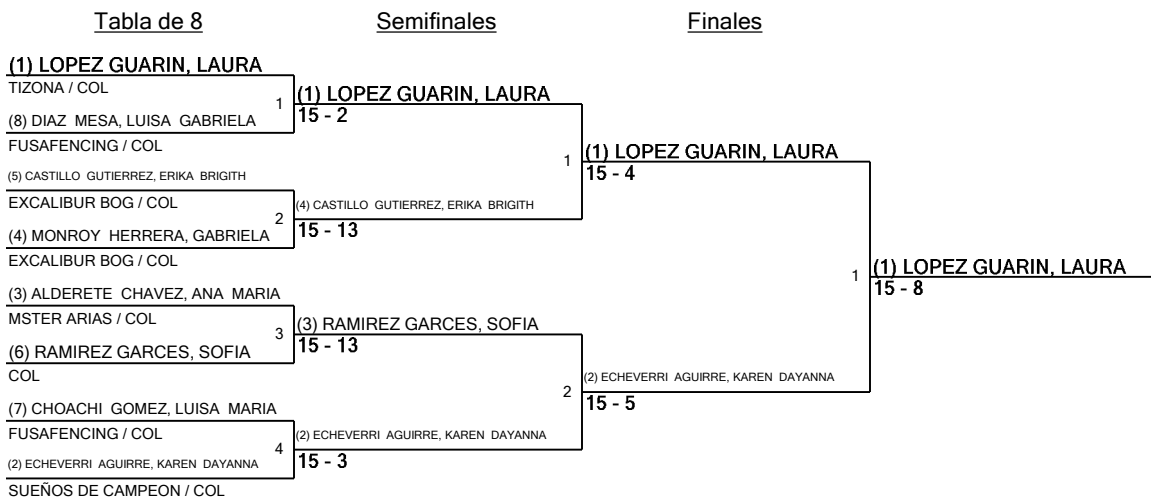 Tabla de 8
Semifinales
Finales
(1) LOPEZ GUARIN, LAURA
TIZONA / COL
1
(8) DIAZ MESA, LUISA GABRIELA
FUSAFENCING / COL
(1) LOPEZ GUARIN, LAURA
15 - 2
(5) CASTILLO GUTIERREZ, ERIKA BRIGITH
EXCALIBUR BOG / COL
2
(4) MONROY HERRERA, GABRIELA
EXCALIBUR BOG / COL
(4) CASTILLO GUTIERREZ, ERIKA BRIGITH
15 - 13
1
(1) LOPEZ GUARIN, LAURA
15 - 4
(3) ALDERETE CHAVEZ, ANA MARIA
MSTER ARIAS / COL
3
(6) RAMIREZ GARCES, SOFIA
COL
(3) RAMIREZ GARCES, SOFIA
15 - 13
(7) CHOACHI GOMEZ, LUISA MARIA
FUSAFENCING / COL
4
(2) ECHEVERRI AGUIRRE, KAREN DAYANNA
SUEÑOS DE CAMPEON / COL
(2) ECHEVERRI AGUIRRE, KAREN DAYANNA
15 - 3
2
(2) ECHEVERRI AGUIRRE, KAREN DAYANNA
15 - 5
1
(1) LOPEZ GUARIN, LAURA
15 - 8